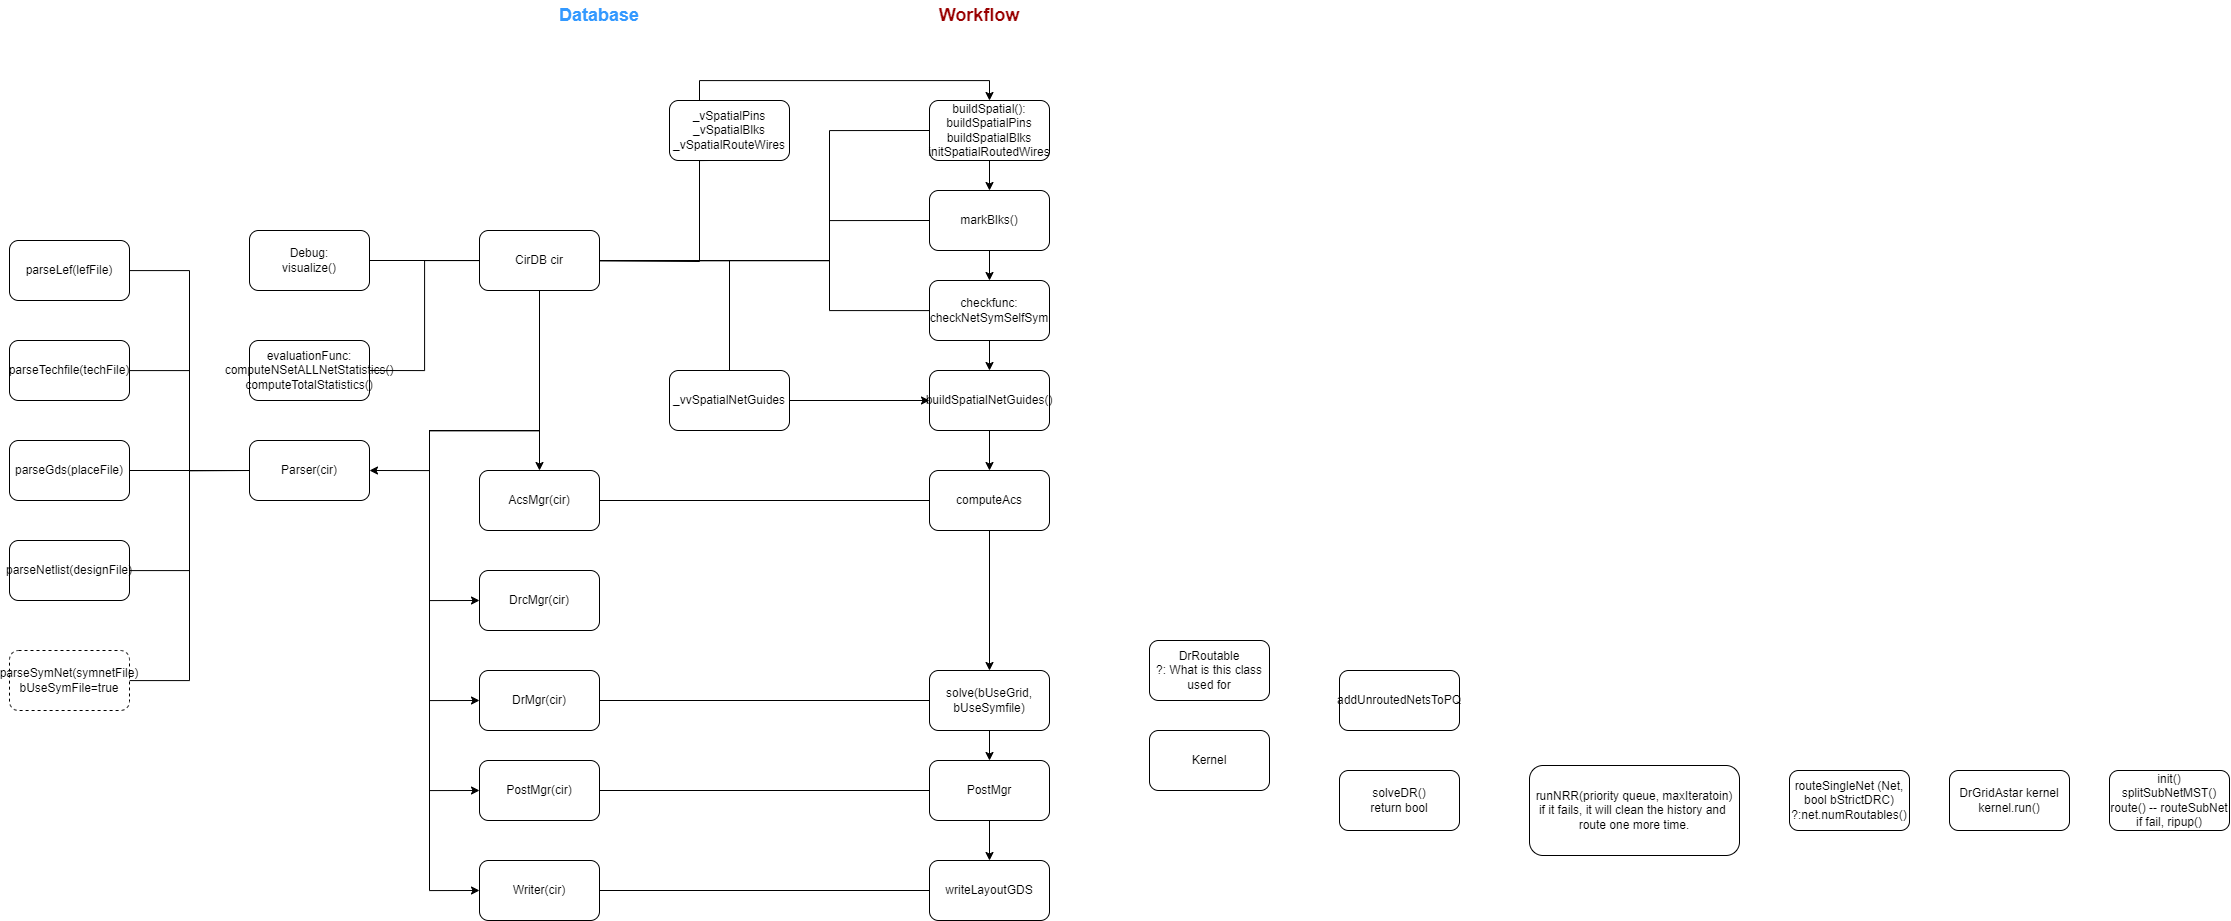 Database
Workflow
_vSpatialPins
_vSpatialBlks
_vSpatialRouteWires
buildSpatial():
buildSpatialPins
buildSpatialBlks
initSpatialRoutedWires
markBlks()
parseLef(lefFile)
Debug:
visualize()
CirDB cir
checkfunc:
checkNetSymSelfSym
parseTechfile(techFile)
evaluationFunc:
computeNSetALLNetStatistics()
computeTotalStatistics()
_vvSpatialNetGuides
buildSpatialNetGuides()
parseGds(placeFile)
Parser(cir)
AcsMgr(cir)
computeAcs
parseNetlist(designFile)
DrcMgr(cir)
parseSymNet(symnetFile)
bUseSymFile=true
DrMgr(cir)
solve(bUseGrid,
bUseSymfile)
DrRoutable
?: What is this class
used for
addUnroutedNetsToPQ
Kernel
PostMgr(cir)
PostMgr
solveDR()
return bool
runNRR(priority queue, maxIteratoin)
if it fails, it will clean the history and
route one more time.
routeSingleNet (Net,
bool bStrictDRC)
?:net.numRoutables()
DrGridAstar kernel
kernel.run()
init()
splitSubNetMST()
route() -- routeSubNet
if fail, ripup()
Writer(cir)
writeLayoutGDS